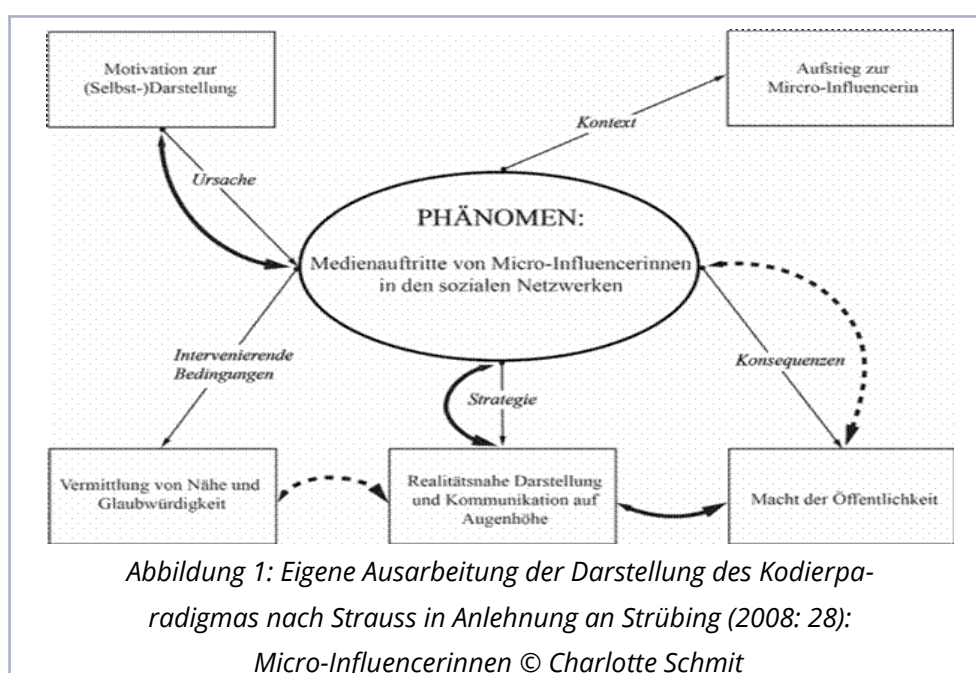 Motivation zur
(Selbst-)Darstellung
Aufstieg zur
Mircro-Influencerin
Kontext
Ursache
PHÄNOMEN:
Medienauftritte von Micro-Influencerinnen
in den sozialen Netzwerken
Intervenierende
Bedingungen
Strategie
Konsequenzen
Vermittlung von Nähe und
Glaubwürdigkeit
Realitätsnahe Darstellung
und Kommunikation auf
Augenhöhe
Macht der Öffentlichkeit
Abbildung 1: Eigene Ausarbeitung der Darstellung des Kodierpa-
radigmas nach Strauss in Anlehnung an Strübing (2008: 28):
Micro-Influencerinnen © Charlotte Schmit